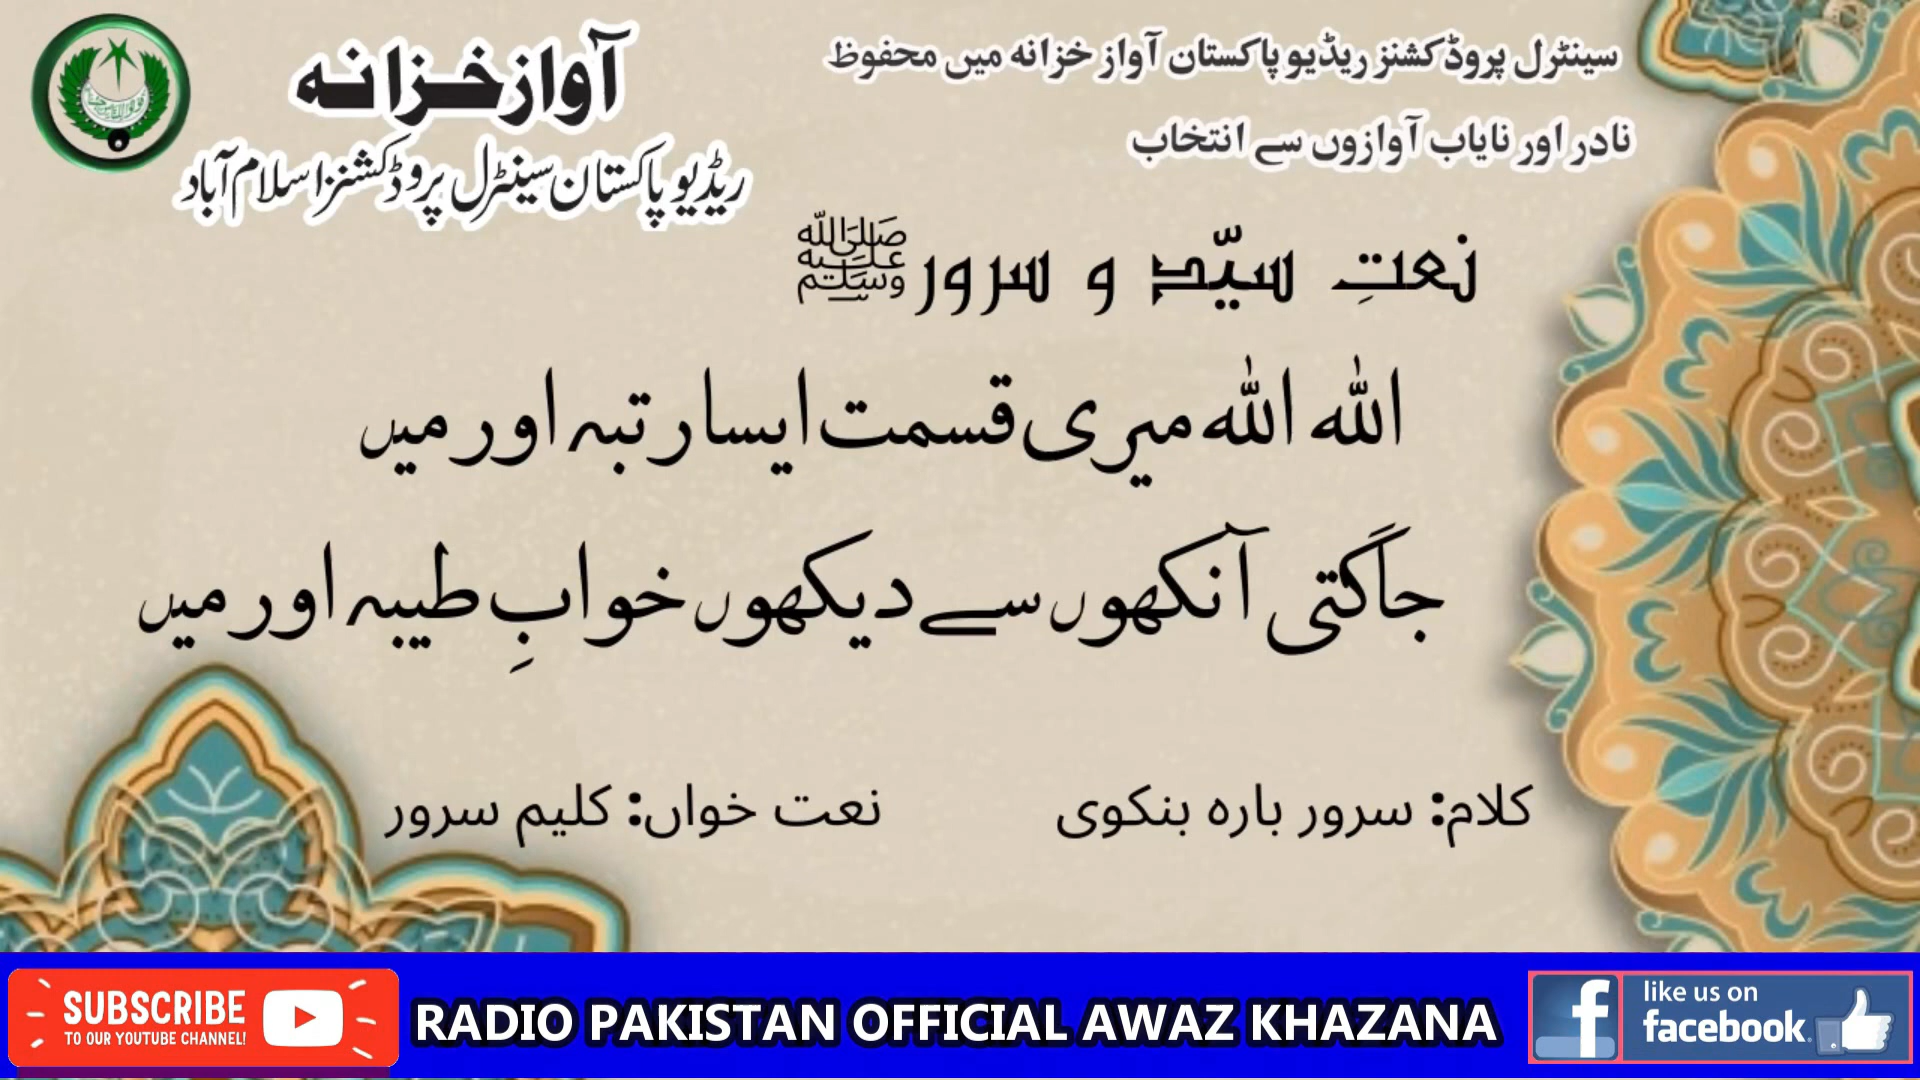 سینٹرل پروڈکشنز ریڈیو پاکستان آواز خزانہ میں محفوظ
نادر اور نایاب آوازوں سے انتخاب
آواز خزانہ
ریڈیو پاکستان سینٹرل پروڈکشنز اسلام آباد
نعتِ سیّد و سرور ﷺ
اللہ اللہ میری قسمت ایسا رتبہ اور میں
جاگتی آنکھوں سے دیکھوں خوابِ طیبہ اور میں
کلام: سرور بارہ بنکوی
نعت خواں: کلیم سرور
SUBSCRIBE
TO OUR YOUTUBE CHANNEL!
RADIO PAKISTAN OFFICIAL AWAZ KHAZANA
like us on
facebook.